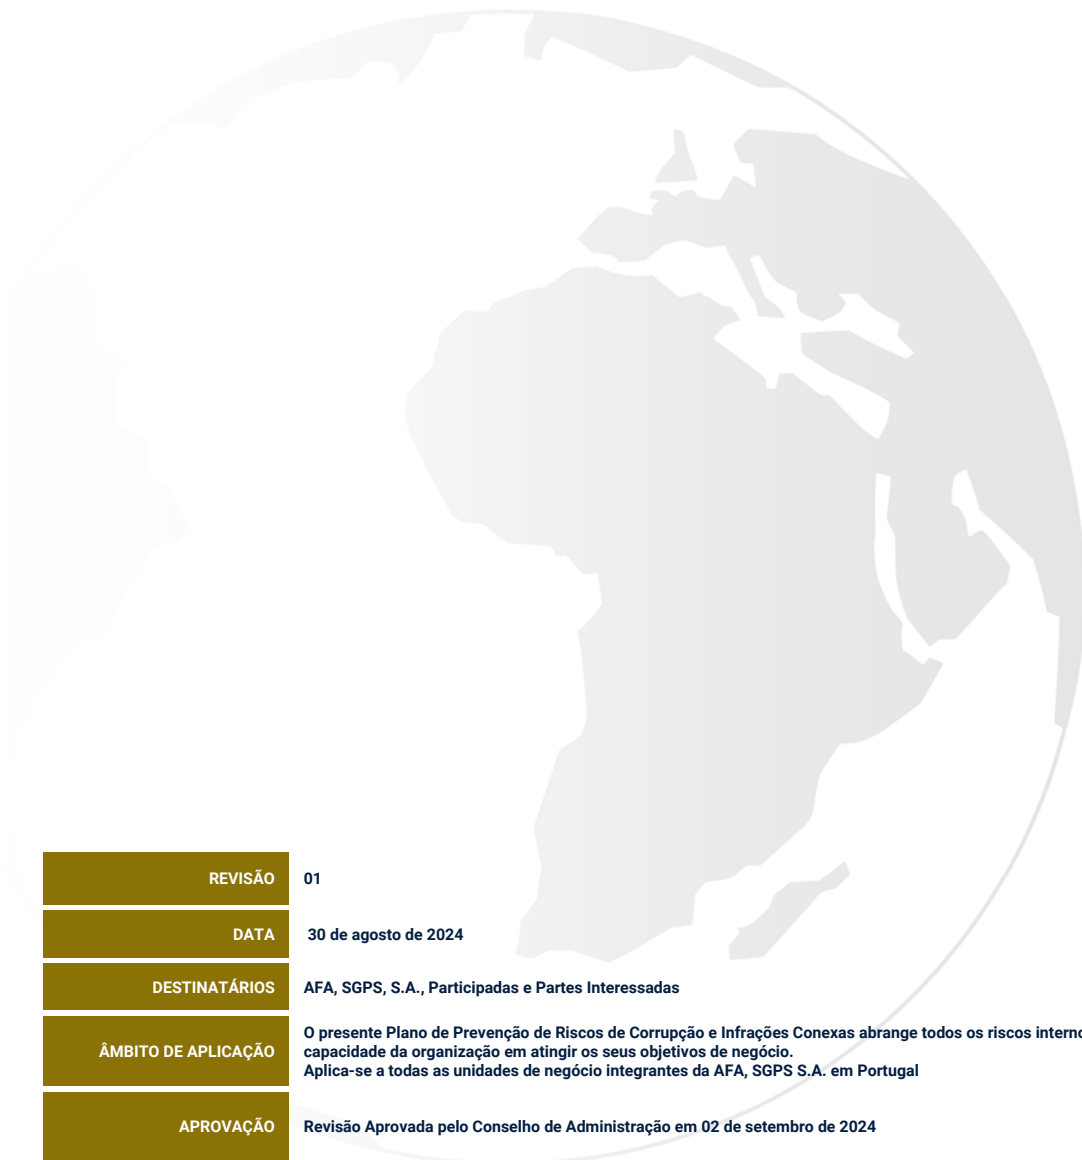 REVISÃO 01
DATA 30 de agosto de 2024
DESTINATÁRIOS AFA, SGPS, S.A., Participadas e Partes Interessadas
ÂMBITO DE APLICAÇÃO
O presente Plano de Prevenção de Riscos de Corrupção e Infrações Conexas abrange todos os riscos
capacidade da organização em atingir os seus objetivos de negócio.
Aplica-se a todas as unidades de negócio integrantes da AFA, SGPS S.A. em Portugal
APROVAÇÃO Revisão Aprovada pelo Conselho de Administração em 02 de setembro de 2024